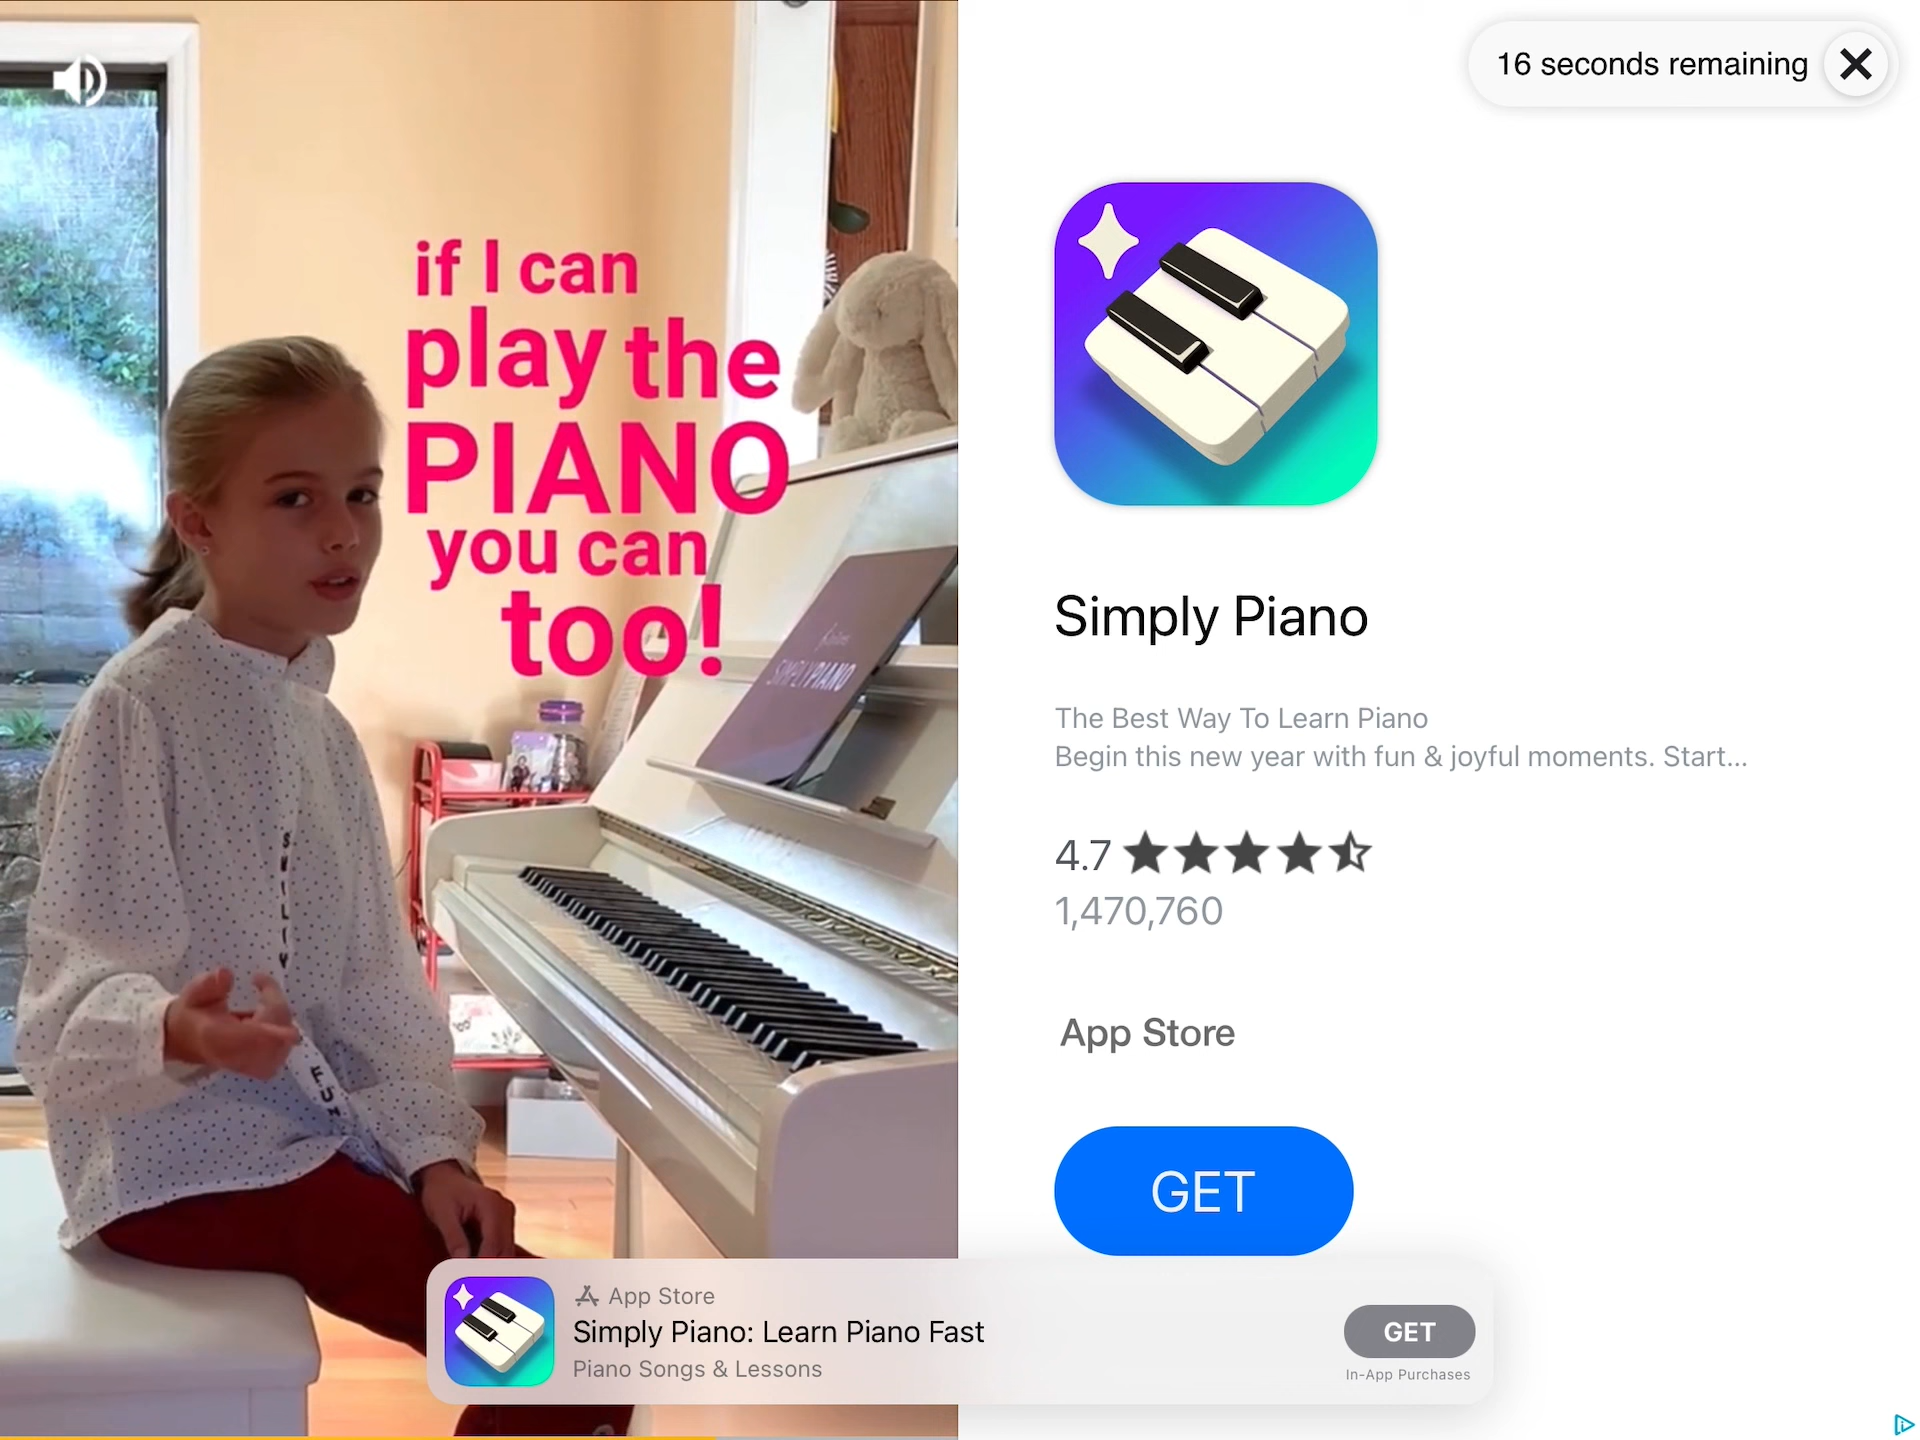 16 seconds remaining
if I can
play the
PIANO
you can
too!
SIMPLYPIANO
Simply Piano
The Best Way To Learn Piano
Begin this new year with fun & joyful moments. Start...
4.7
1,470,760
App Store
GET
App Store
Simply Piano: Learn Piano Fast
GET
Piano Songs & Lessons
In-App Purchases